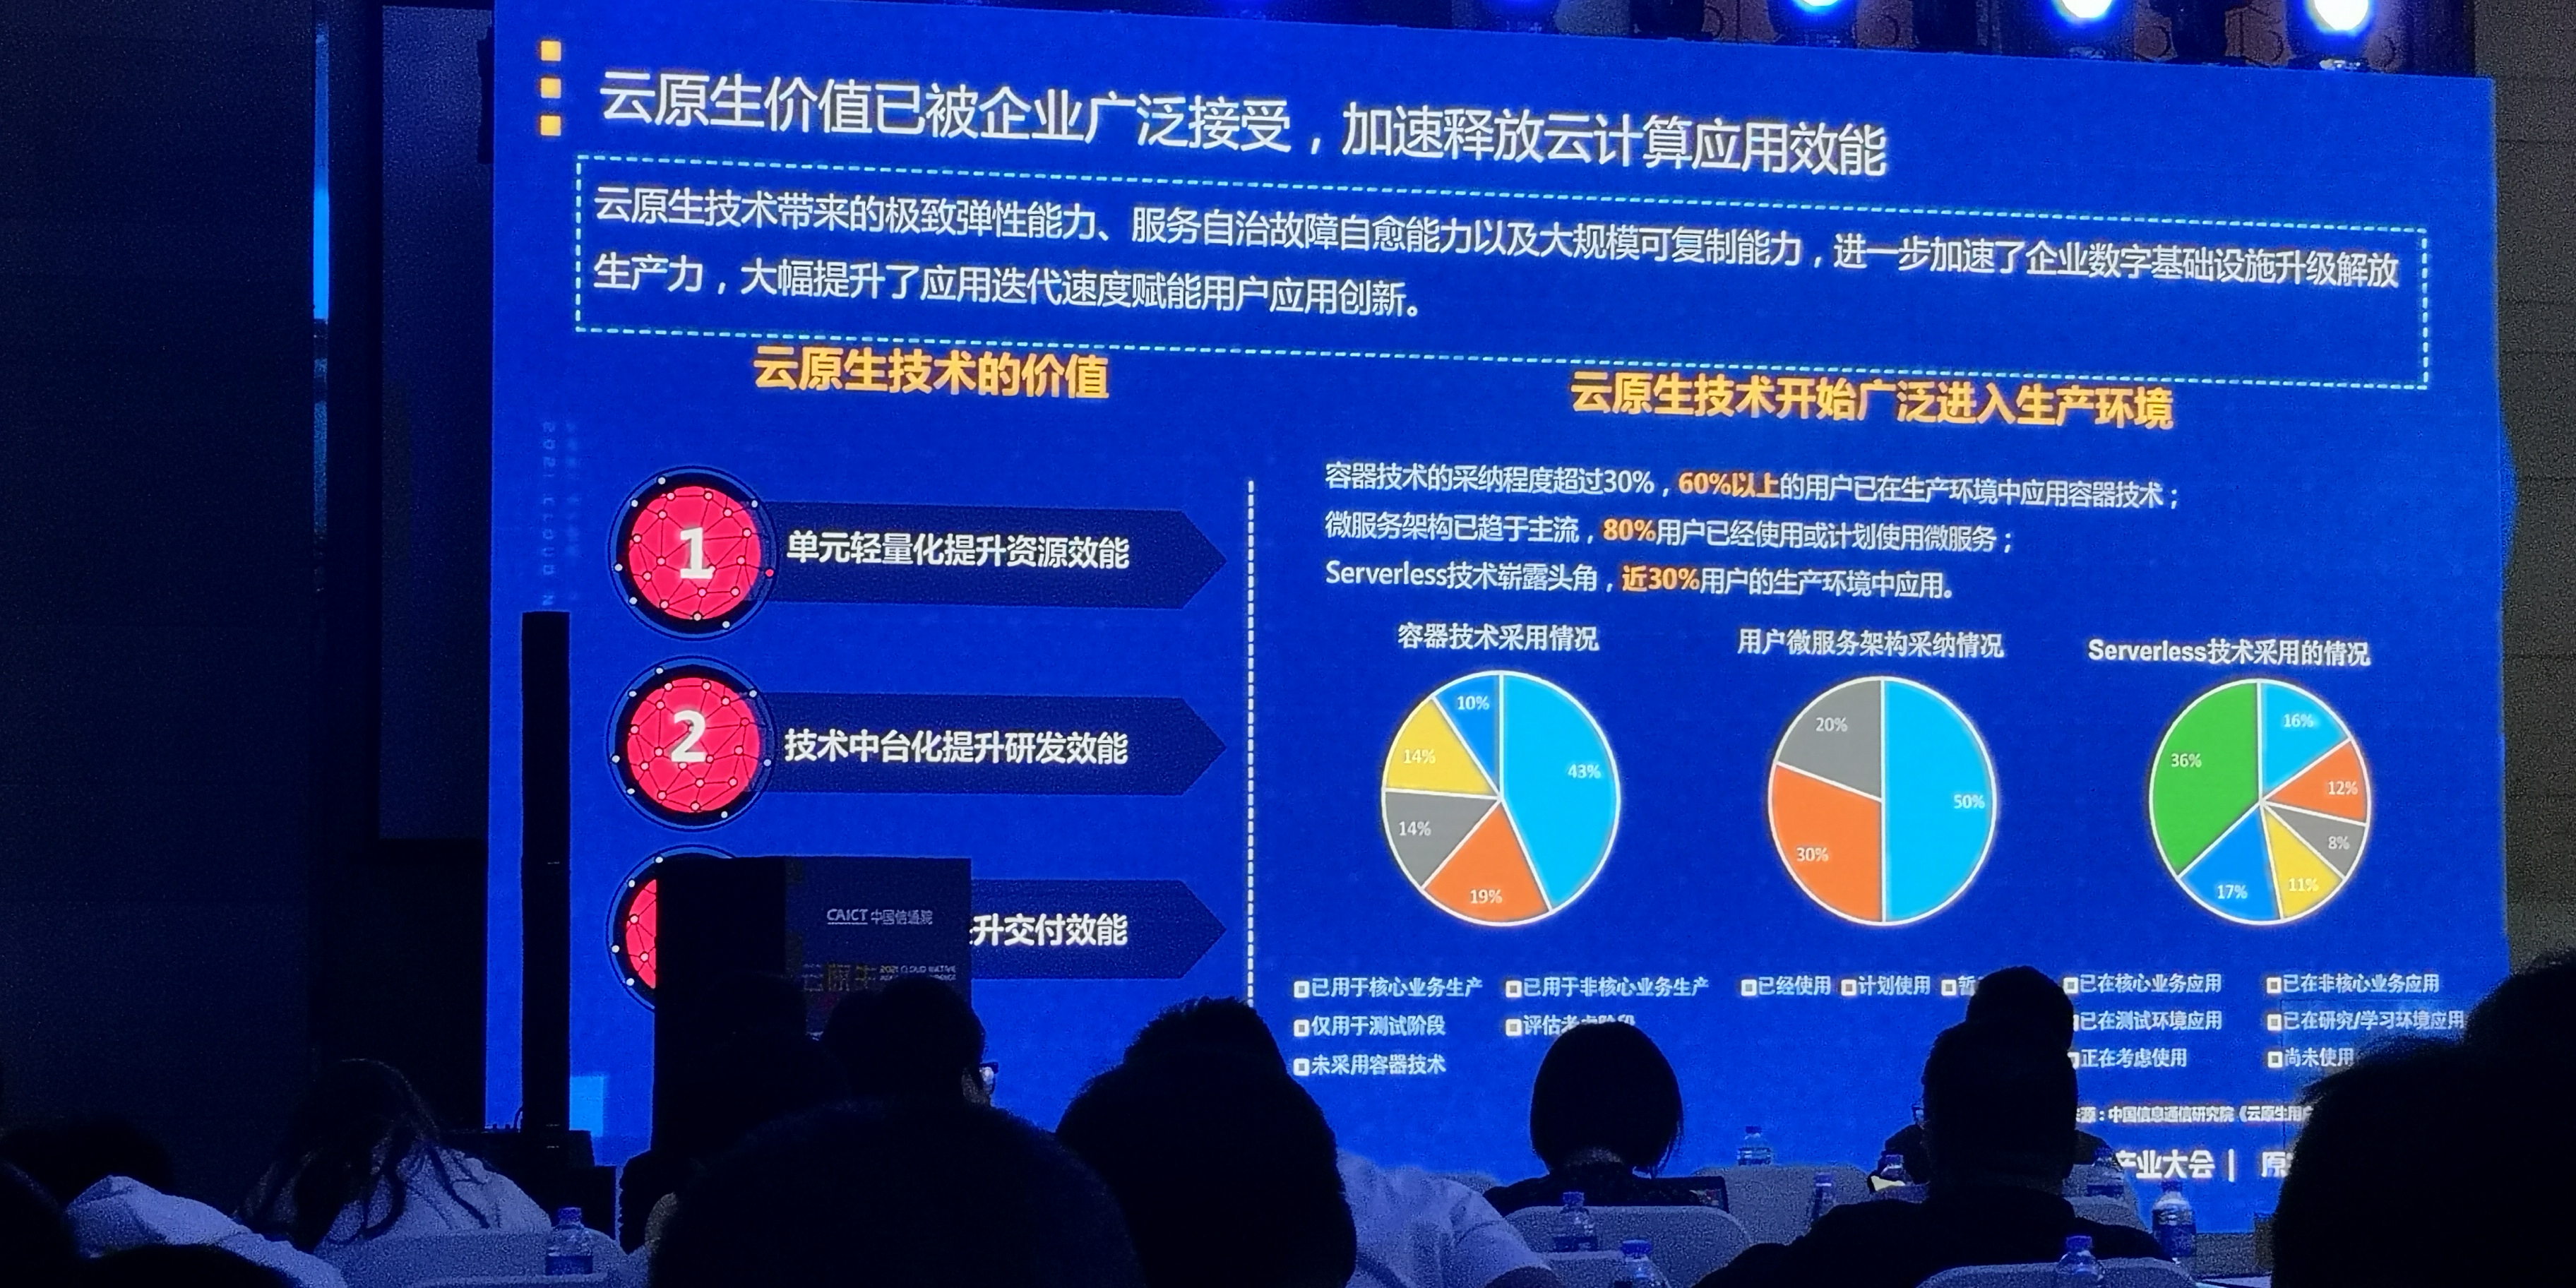 云原生价值已被企业广泛接受，加速释放云计算应用效能
云原生技术带来的极致弹性能力、服务自治故障自愈能力以及大规模可复制能力，进一步加速了企业数字基础设施升级解放
生产力，大幅提升了应用迭代速度赋能用户应用创新。
云原生技术的价值
1
单元轻量化提升资源效能
2
技术中台化提升研发效能
升交付效能
CAICT 中国信通院
云原生
2021 CLOUD NATIVE
云原生技术开始广泛进入生产环境
容器技术的采纳程度超过30%，60%以上的用户已在生产环境中应用容器技术；
微服务架构已趋于主流，80%用户已经使用或计划使用微服务；
Serverless技术崭露头角，近30%用户的生产环境中应用。
容器技术采用情况
10%
43%
14%
14%
19%
已用于核心业务生产 已用于非核心业务生产
仅用于测试阶段 评估考虑阶段
未采用容器技术
用户微服务架构采纳情况
20%
50%
30%
已经使用 计划使用 暂
Serverless技术采用的情况
16%
36%
12%
8%
17%
11%
已在核心业务应用 已在非核心业务应用
已在测试环境应用 已在研究/学习环境应用
正在考虑使用 尚未使用
源：中国信息通信研究院《云原生用户
产业大会 | 原